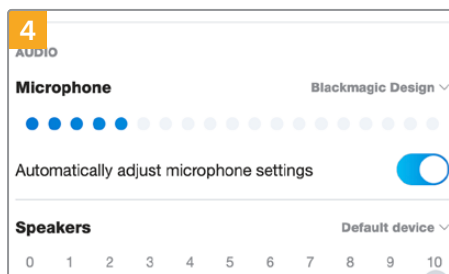 4
AUDIO
Microphone Blackmagic Design
Automatically adjust microphone settings
Speakers Default device
0 1 2 3 4 5 6 7 8 9 10